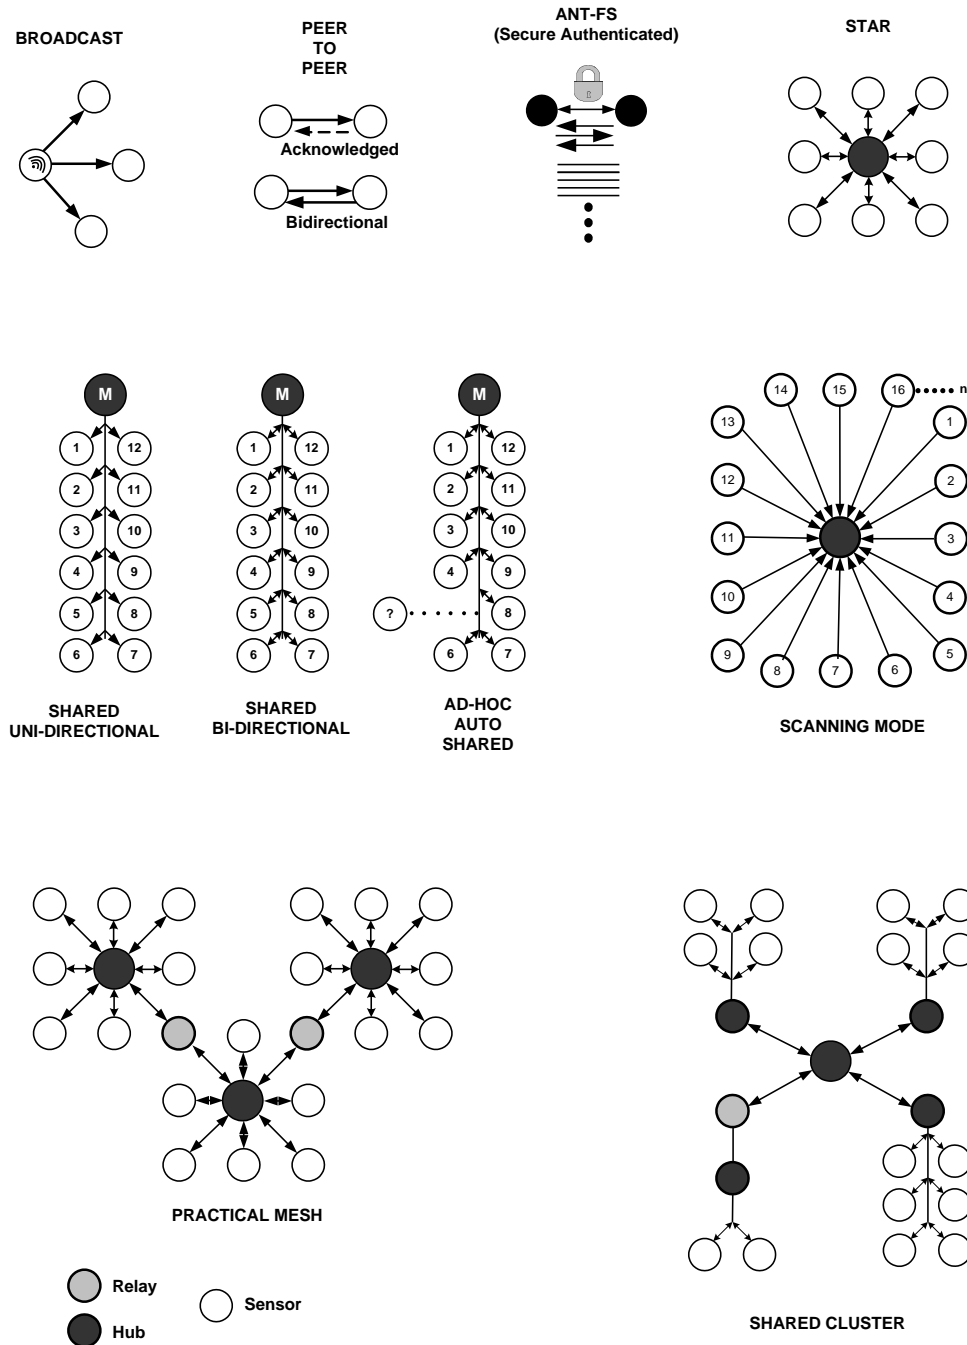 BROADCAST
PEER
TO
PEER
ANT-FS
(Secure Authenticated)
STAR
Acknowledged
Bidirectional
M
1
12
2
11
3
10
4
9
5
8
6
7
SHARED
UNI-DIRECTIONAL
M
1
12
2
11
3
10
4
9
5
8
6
7
SHARED
BI-DIRECTIONAL
M
1
12
2
11
3
10
4
9
?
8
6
7
AD-HOC
AUTO
SHARED
14
15
16
n
13
1
12
2
11
3
10
4
9
5
8
7
6
SCANNING MODE
PRACTICAL MESH
Relay
Sensor
Hub
SHARED CLUSTER